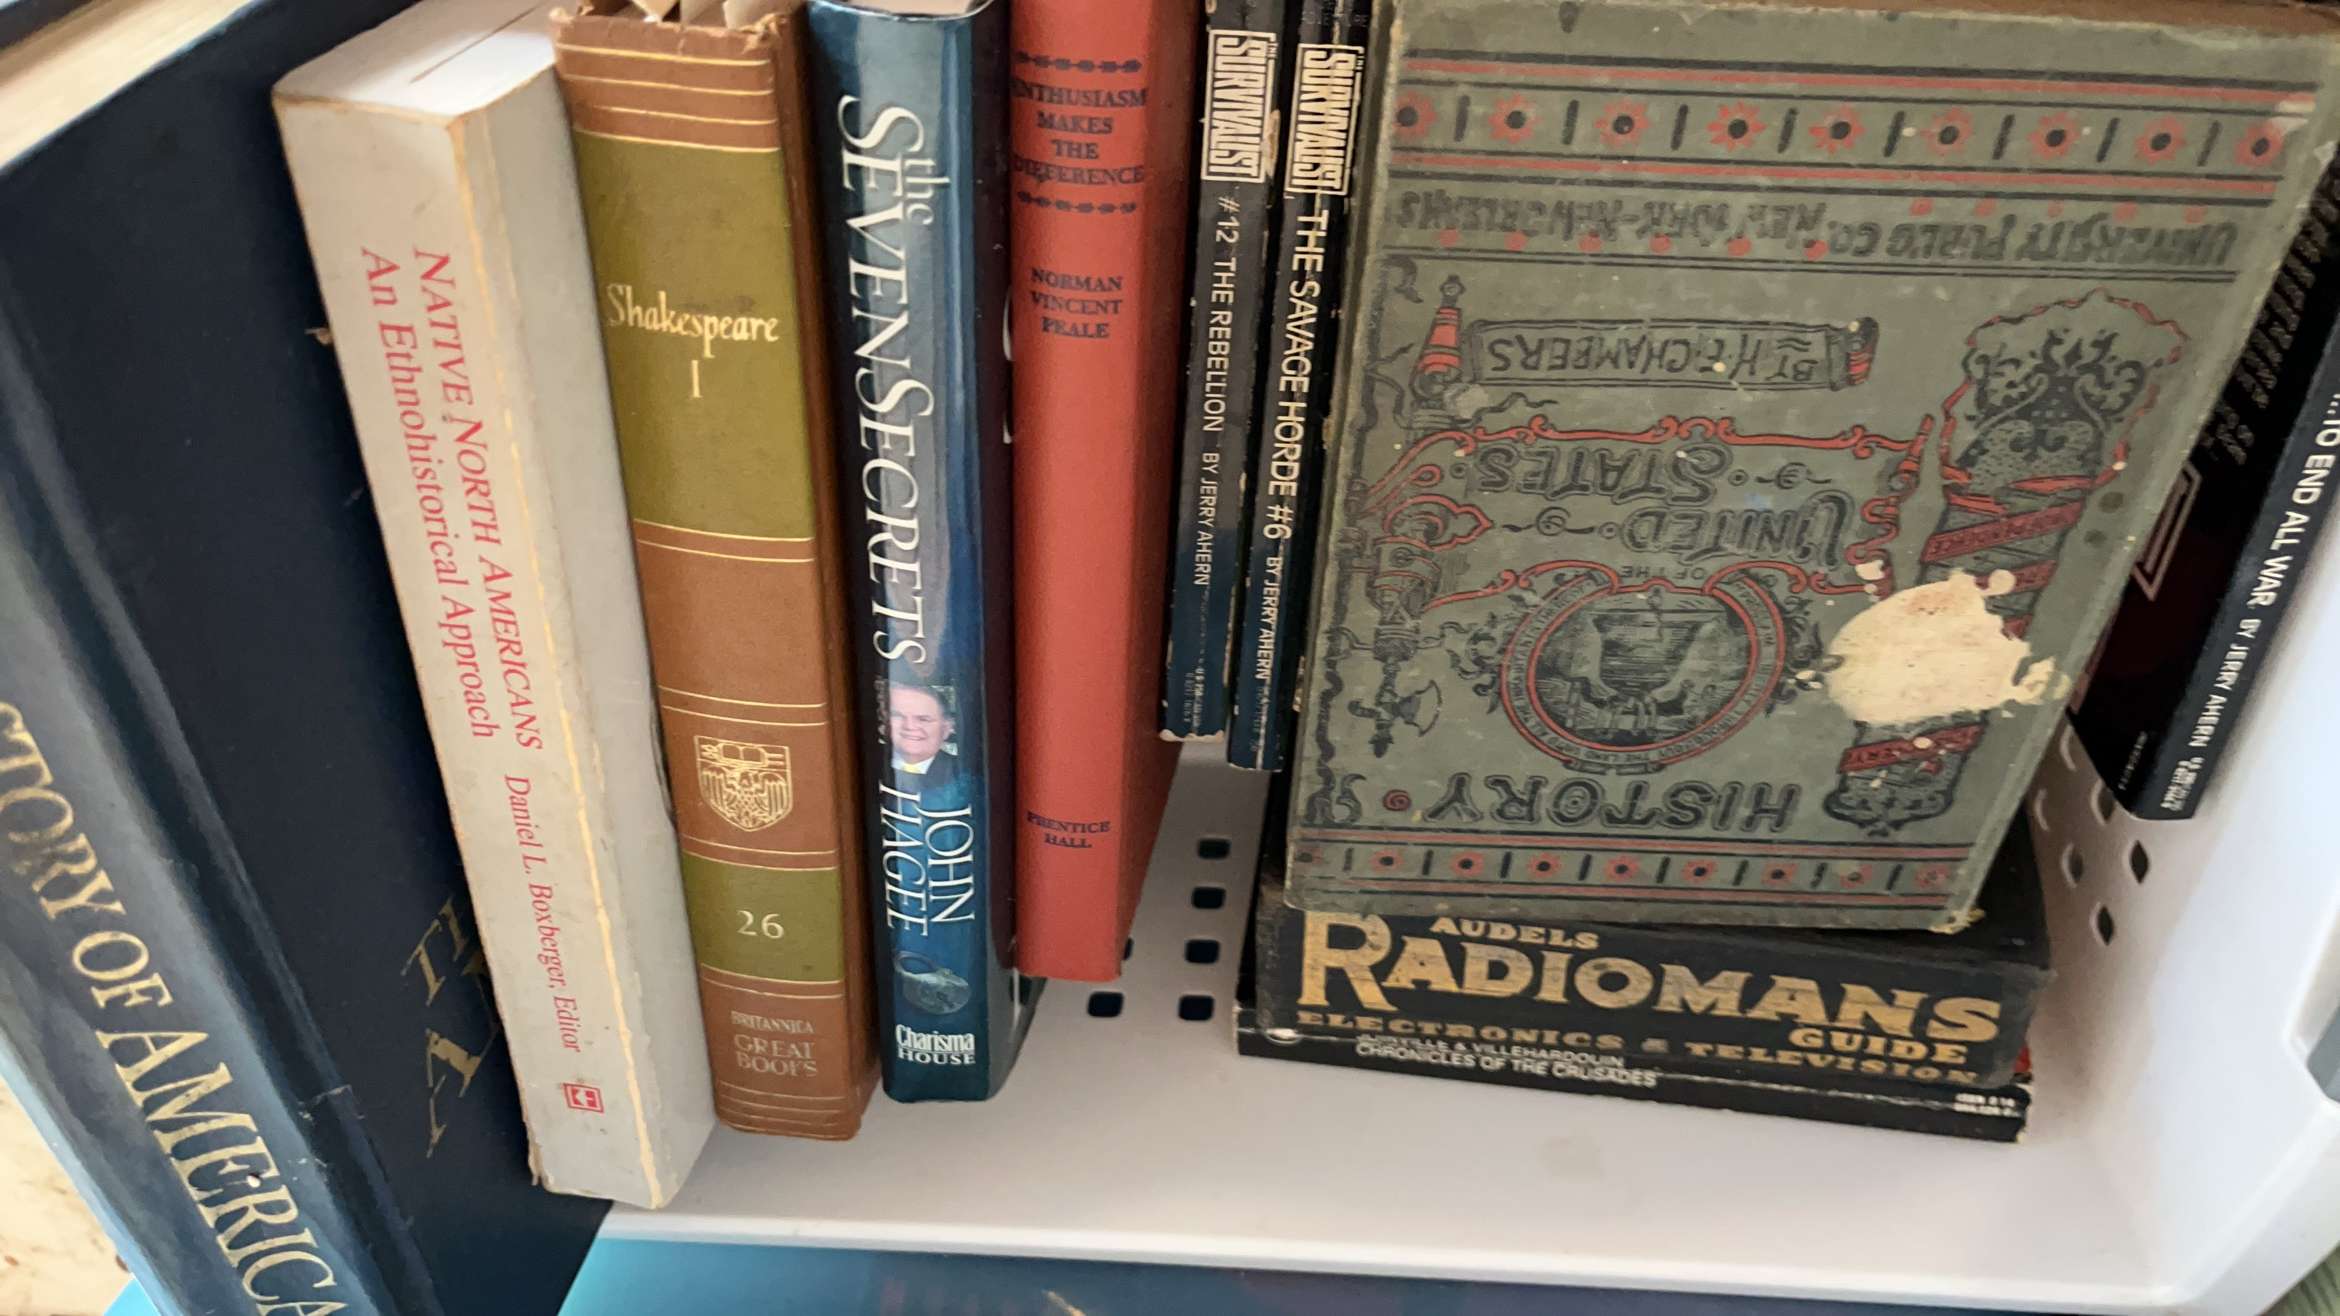 STORY OF AMERICA
NATIVE NORTH AMERICANS
An Ethnohistorical Approach
Daniel L. Boxberger, Editor
Shakespeare
I
26
BRITANNICA
GREAT
BOOKS
the
SEVEN SECRETS
JOHN
HAGEE
Charisma
HOUSE
ENTHUSIASM
MAKES
THE
DIFFERENCE
NORMAN
VINCENT
PEALE
PRENTICE
HALL
THE
SURVIVALIST
#12 THE REBELLION BY JERRY AHERN
THE
SURVIVALIST
THE SAVAGE HORDE #6 BY JERRY AHERN
HISTORY
OF THE
UNITED
STATES.
BY H.E. CHAMBERS
UNIVERSITY PUBLG CO. NEW YORK-NEW ORLEANS
AUDELS
RADIOMANS
GUIDE
ELECTRONICS & TELEVISION
& VILLEHARDOUIN
CHRONICLES OF THE CRUSADES
TO END ALL WAR BY JERRY AHERN